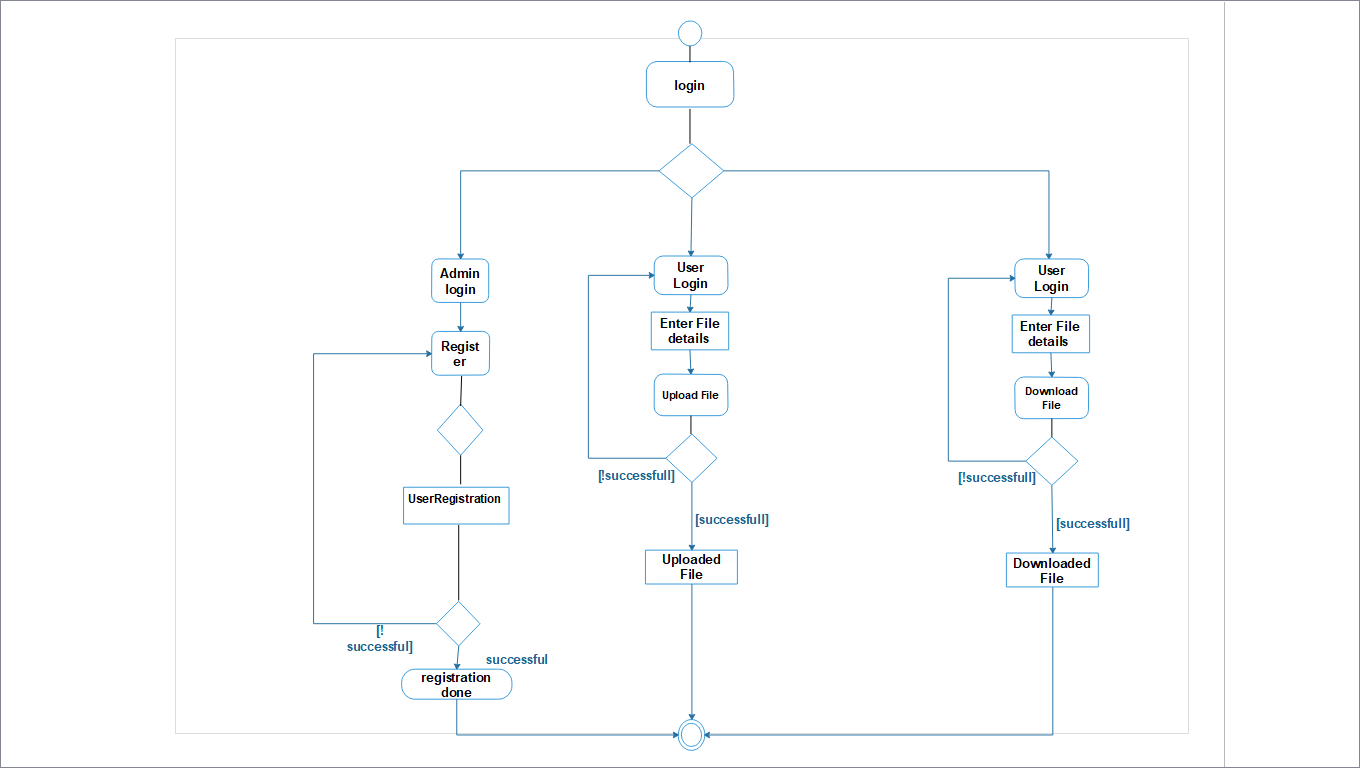 login
Admin
login
Regist
er
UserRegistration
[!
successful]
successful
registration
done
User
Login
Enter File
details
Upload File
[!successfull]
[successfull]
Uploaded
File
User
Login
Enter File
details
Download
File
[!successfull]
[successfull]
Downloaded
File